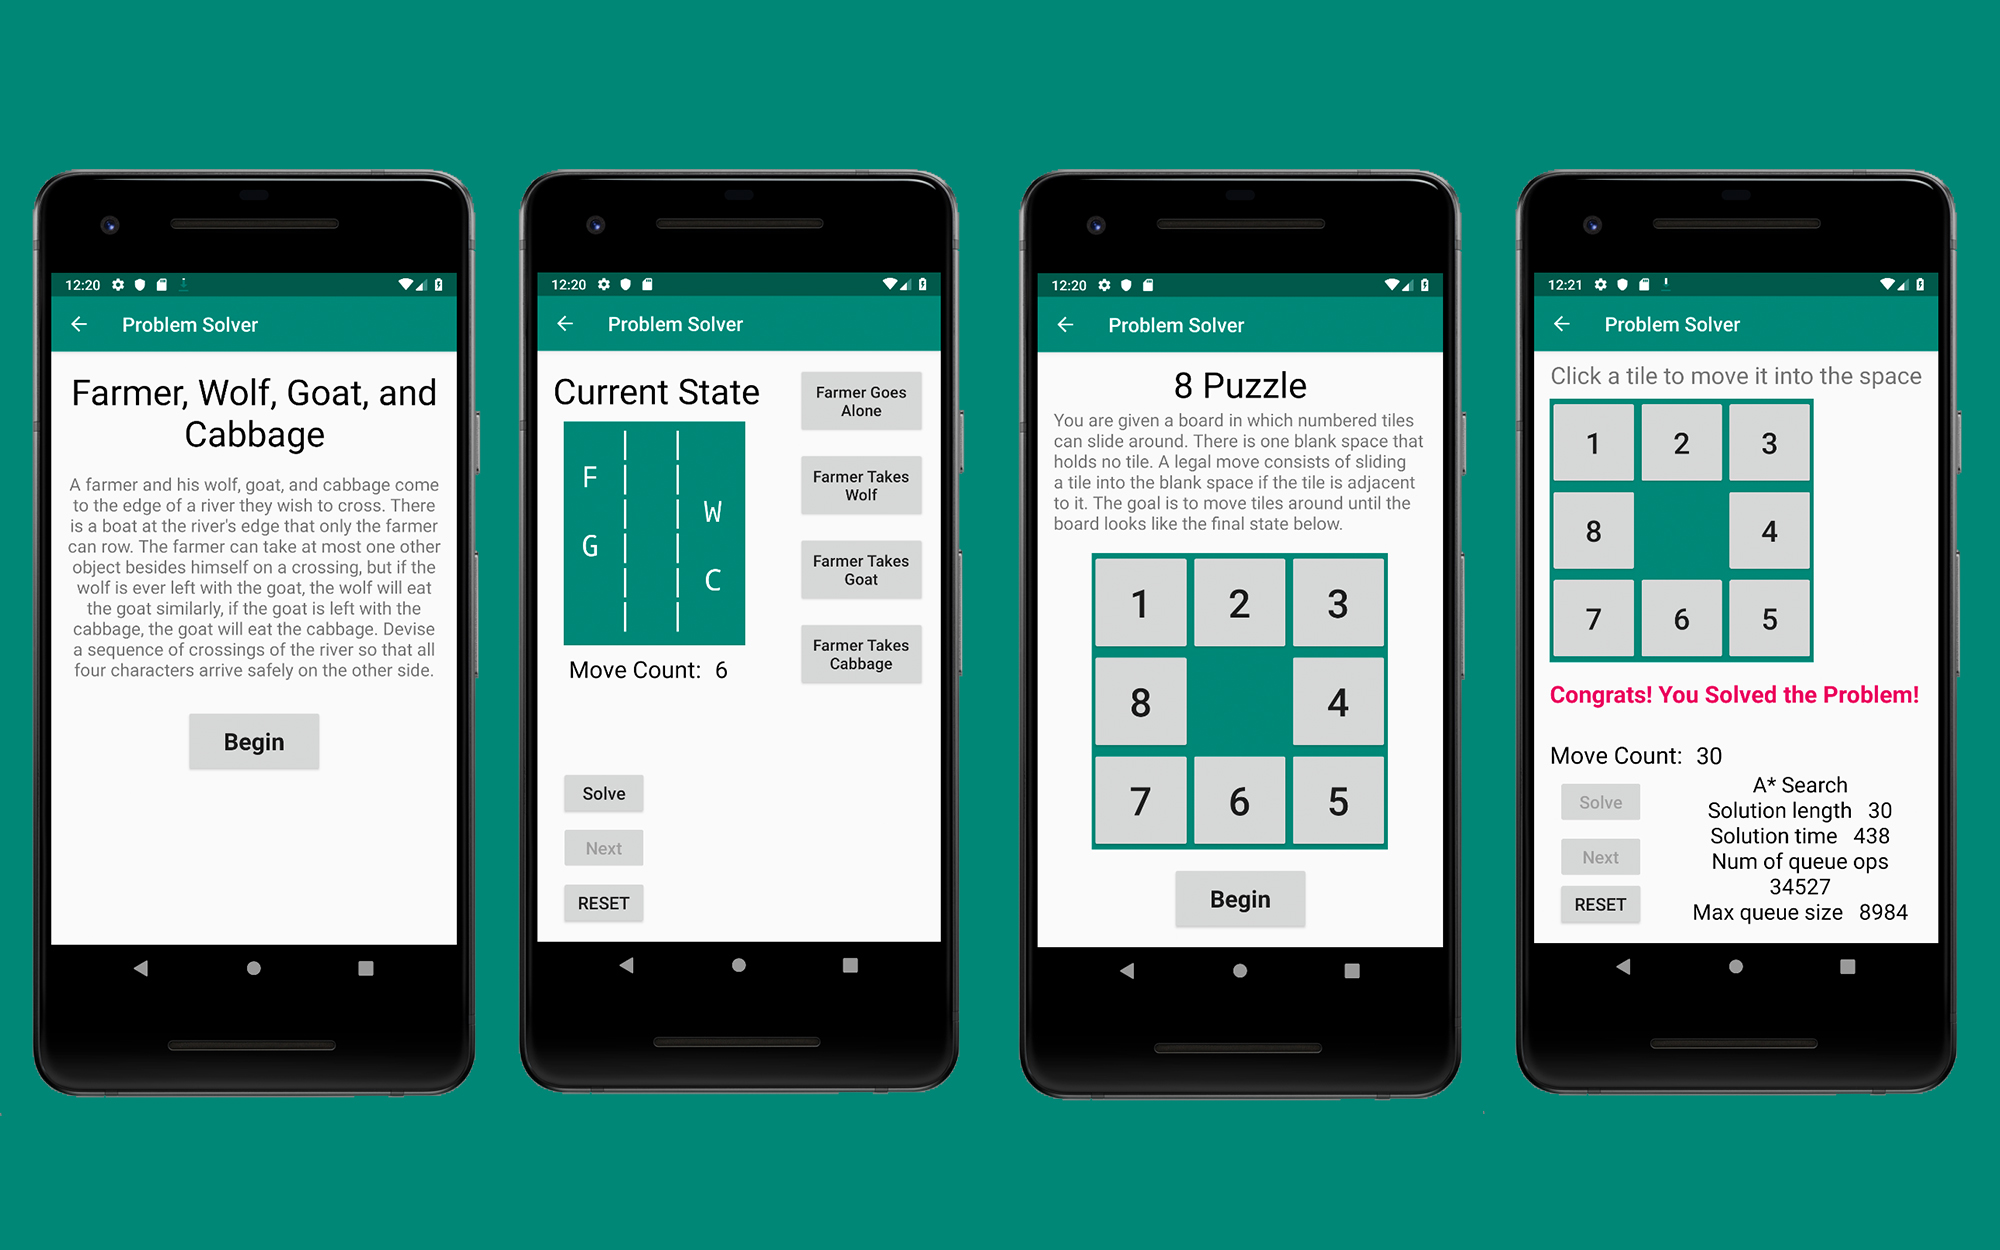 12:20
Problem Solver
Farmer, Wolf, Goat, and
Cabbage
A farmer and his wolf, goat, and cabbage come
to the edge of a river they wish to cross. There
is a boat at the river's edge that only the farmer
can row. The farmer can take at most one other
object besides himself on a crossing, but if the
wolf is ever left with the goat, the wolf will eat
the goat similarly, if the goat is left with the
cabbage, the goat will eat the cabbage. Devise
a sequence of crossings of the river so that all
four characters arrive safely on the other side.
Begin
12:20
Problem Solver
Current State
F
W
G
C
Move Count: 6
Farmer Goes
Alone
Farmer Takes
Wolf
Farmer Takes
Goat
Farmer Takes
Cabbage
Solve
Next
RESET
12:20
Problem Solver
8 Puzzle
You are given a board in which numbered tiles
can slide around. There is one blank space that
holds no tile. A legal move consists of sliding
a tile into the blank space if the tile is adjacent
to it. The goal is to move tiles around until the
board looks like the final state below.
1 2 3
8 4
7 6 5
Begin
12:21
Problem Solver
Click a tile to move it into the space
1 2 3
8 4
7 6 5
Congrats! You Solved the Problem!
Move Count: 30
Solve
Next
RESET
A* Search
Solution length 30
Solution time 438
Num of queue ops
34527
Max queue size 8984